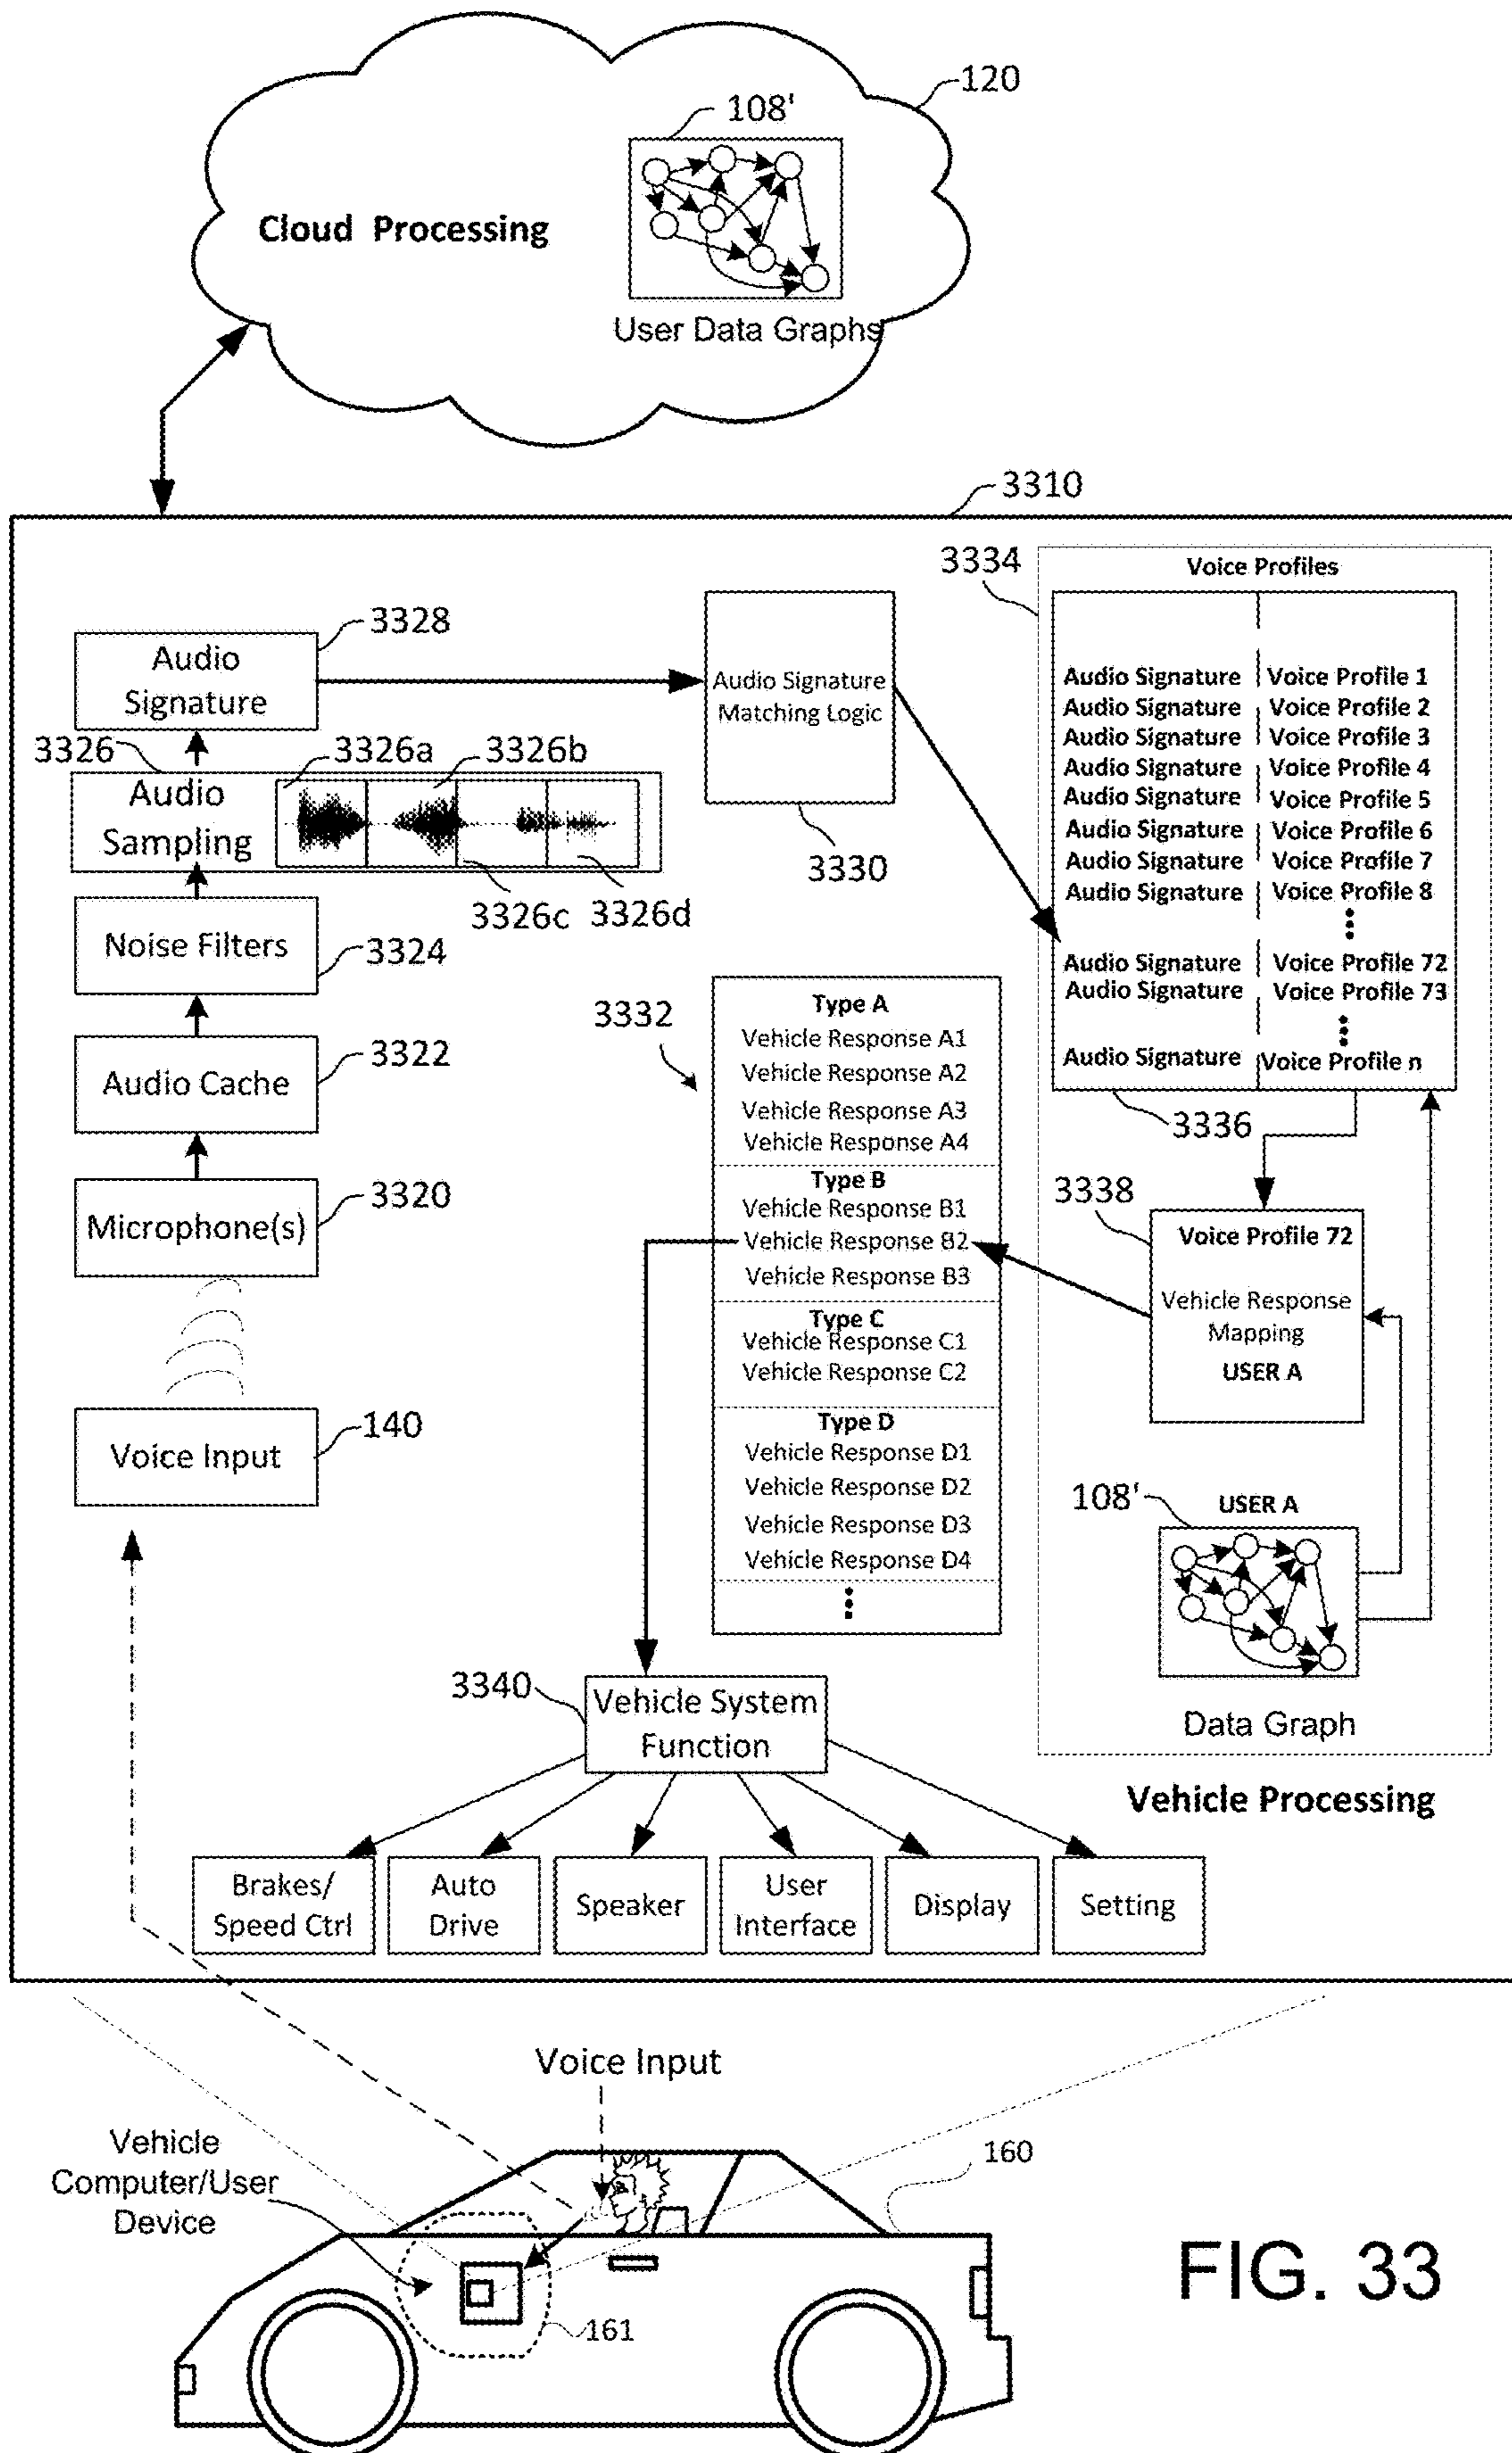 120
108'
Cloud Processing
User Data Graphs
3310
3334
Voice Profiles
3328
Audio
Signature
Audio Signature
Matching Logic
3330
Audio Signature Voice Profile 1
Audio Signature Voice Profile 2
Audio Signature Voice Profile 3
Audio Signature Voice Profile 4
Audio Signature Voice Profile 5
Audio Signature Voice Profile 6
Audio Signature Voice Profile 7
Audio Signature Voice Profile 8
Audio Signature Voice Profile 72
Audio Signature Voice Profile 73
Audio Signature Voice Profile n
3336
3326
3326a
3326b
Audio
Sampling
3326c
3326d
Noise Filters
3324
Audio Cache
3322
Microphone(s)
3320
Voice Input
140
3332
Type A
Vehicle Response A1
Vehicle Response A2
Vehicle Response A3
Vehicle Response A4
Type B
Vehicle Response B1
Vehicle Response B2
Vehicle Response B3
Type C
Vehicle Response C1
Vehicle Response C2
Type D
Vehicle Response D1
Vehicle Response D2
Vehicle Response D3
Vehicle Response D4
3338
Voice Profile 72
Vehicle Response
Mapping
USER A
108'
USER A
Data Graph
3340
Vehicle System
Function
Vehicle Processing
Brakes/
Speed Ctrl
Auto
Drive
Speaker
User
Interface
Display
Setting
Voice Input
Vehicle
Computer/User
Device
160
161
FIG. 33